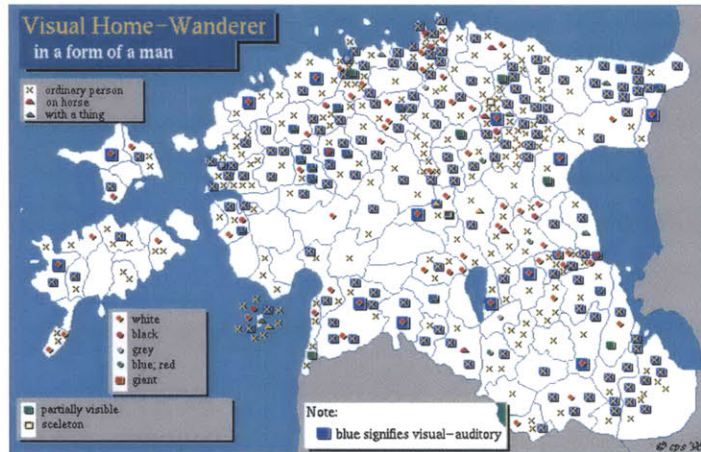 Visual Home-Wanderer
in a form of a man
ordinary person
on horse
with a thing
white
black
grey
blue; red
giant
partially visible
sceleton
Note:
blue signifies visual-auditory